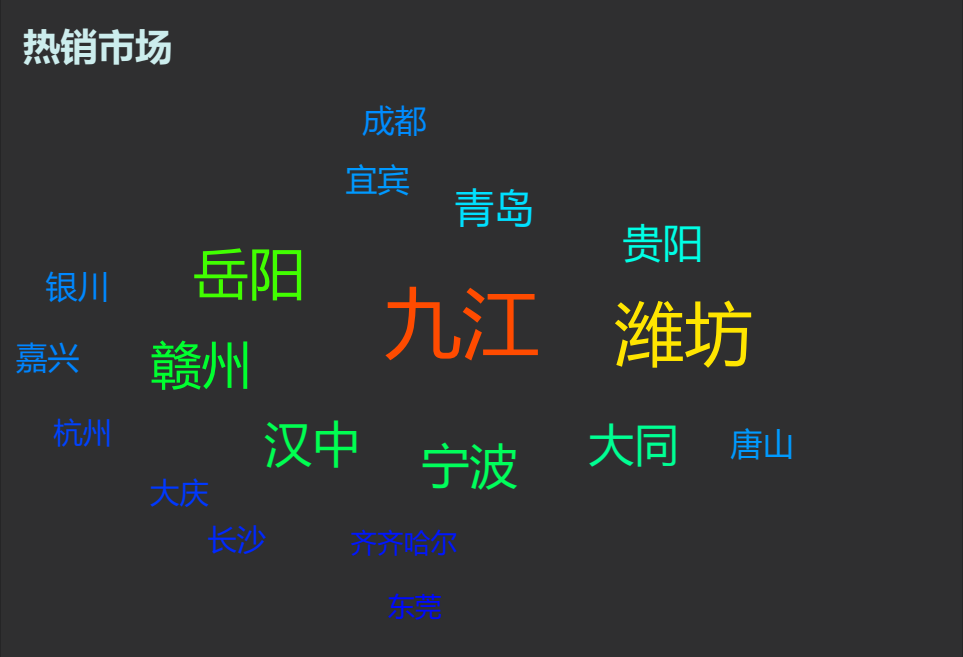 热销市场
成都
宜宾
青岛
贵阳
岳阳
银川
九江
潍坊
嘉兴
赣州
杭州
汉中
宁波
大同
唐山
大庆
长沙
齐齐哈尔
东莞